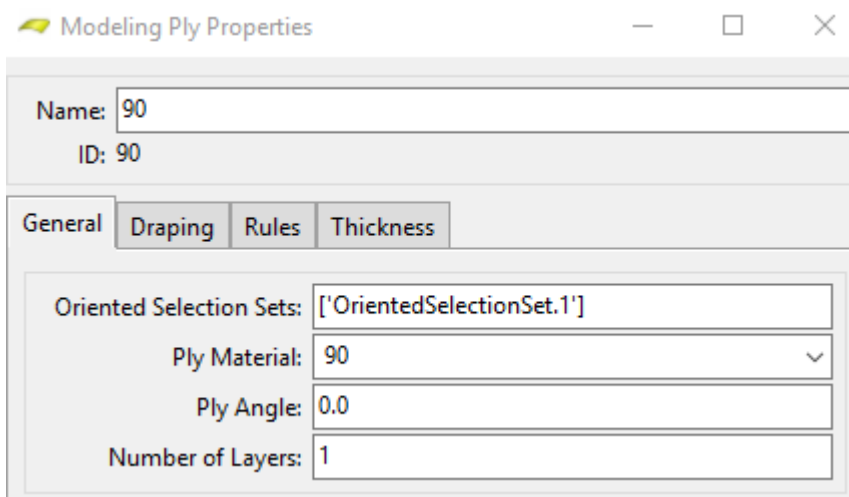 Modeling Ply Properties
Name: 90
ID: 90
General Draping Rules Thickness
Oriented Selection Sets: ['OrientedSelectionSet.1']
Ply Material: 90
Ply Angle: 0.0
Number of Layers: 1